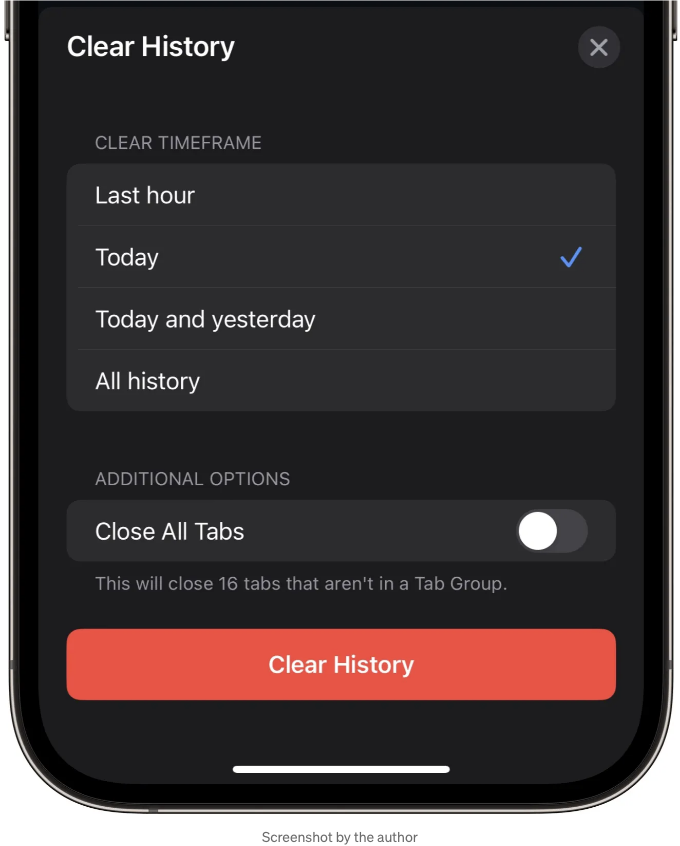 Clear History
CLEAR TIMEFRAME
Last hour
Today
Today and yesterday
All history
ADDITIONAL OPTIONS
Close All Tabs
This will close 16 tabs that aren't in a Tab Group.
Clear History
Screenshot by the author